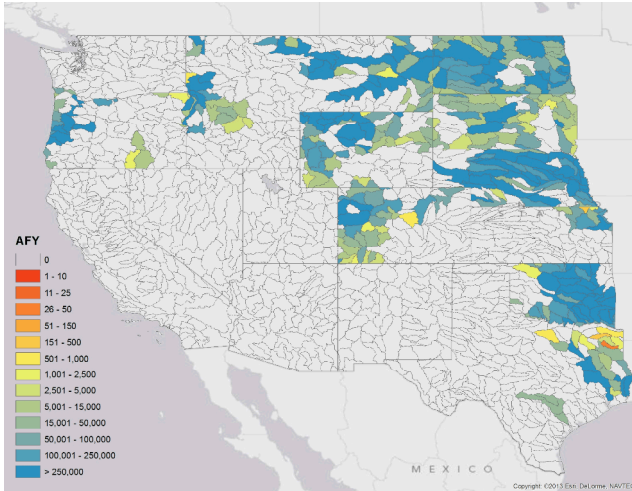 AFY
0
1 - 10
11 - 25
26 - 50
51 - 150
151 - 500
501 - 1,000
1,001 - 2,500
2,501 - 5,000
5,001 - 15,000
15,001 - 50,000
50,001 - 100,000
100,001 - 250,000
> 250,000
MEXICO
Copyright: ©2013 Esri, DeLorme, NAVTEQ